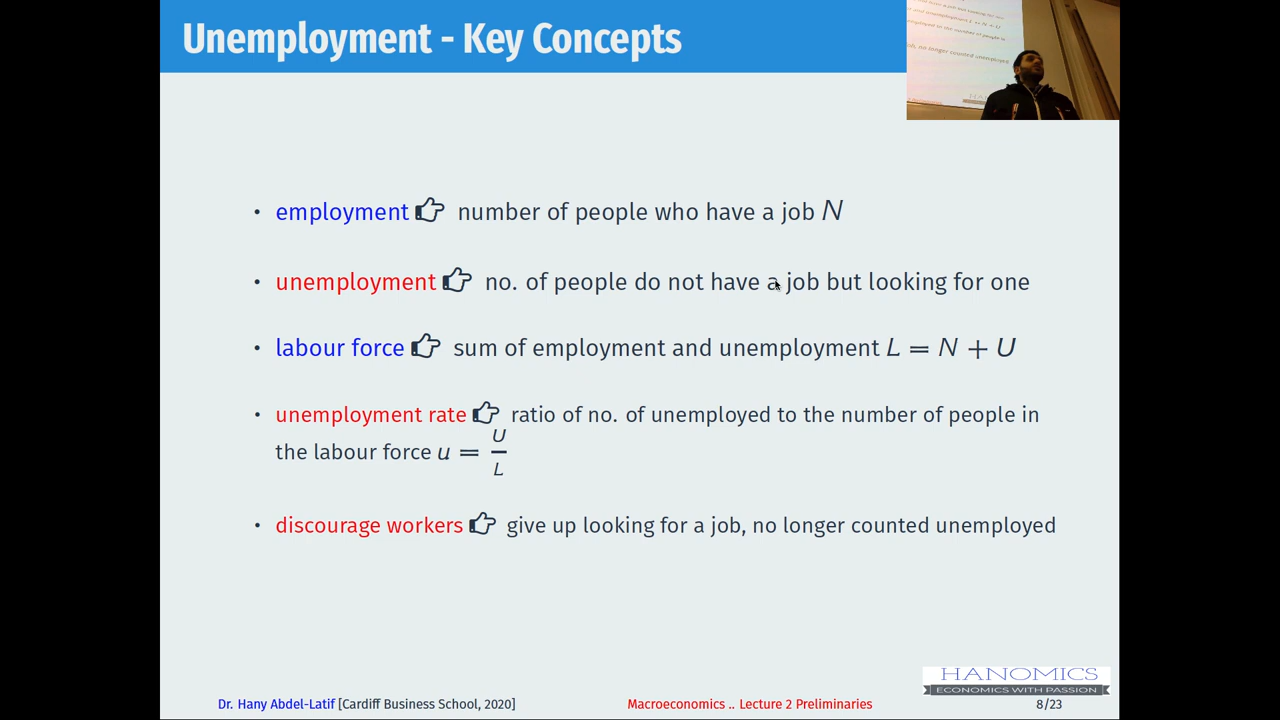 Unemployment - Key Concepts
• employment number of people who have a job N
• unemployment no. of people do not have a job but looking for one
• labour force sum of employment and unemployment L = N + U
• unemployment rate ratio of no. of unemployed to the number of people in
the labour force u = U/L
• discourage workers give up looking for a job, no longer counted unemployed
HANOMICS
ECONOMICS WITH PASSION
Dr. Hany Abdel-Latif [Cardiff Business School, 2020] Macroeconomics .. Lecture 2 Preliminaries 8/23